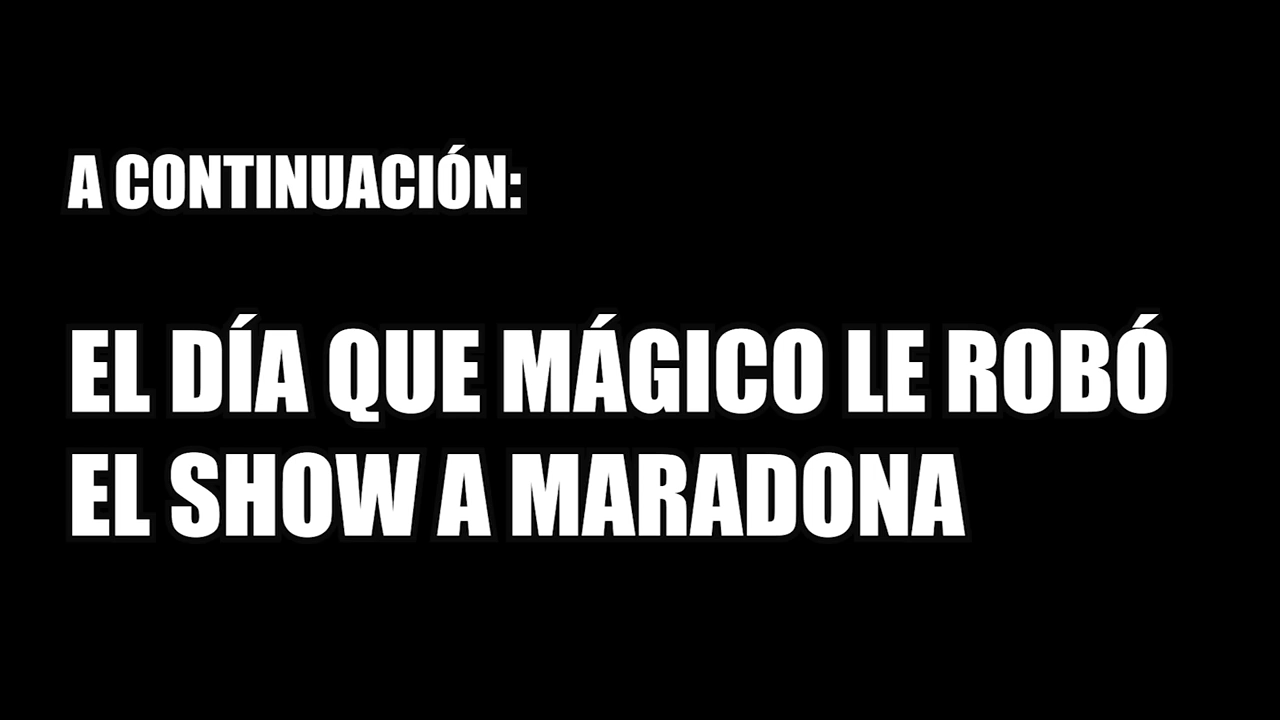 A CONTINUACIÓN:
EL DÍA QUE MÁGICO LE ROBÓ
EL SHOW A MARADONA